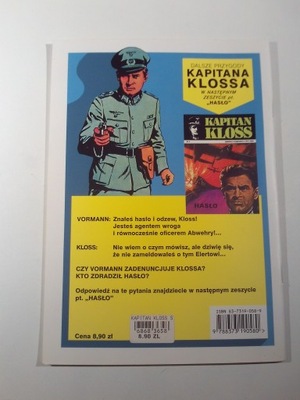 DALSZE PRZYGODY
KAPITANA
KLOSSA
W NASTĘPNYM
ZESZYCIE pt.
„HASŁO”
KAPITAN
KLOSS
HASŁO
VORMANN: Znałeś hasło i odzew, Kloss!
Jesteś agentem wroga
i równocześnie oficerem Abwehry!...
KLOSS: Nie wiem o czym mówisz, ale dziwię się,
że nie zameldowałeś o tym Elertowi...
CZY VORMANN ZADENUNCJUJE KLOSSA?
KTO ZDRADZIŁ HASŁO?
Odpowiedź na te pytania znajdziecie w następnym zeszycie
pt. „HASŁO”
Cena 8,90 zł
KAPITAN KLOSS
8.90 ZŁ